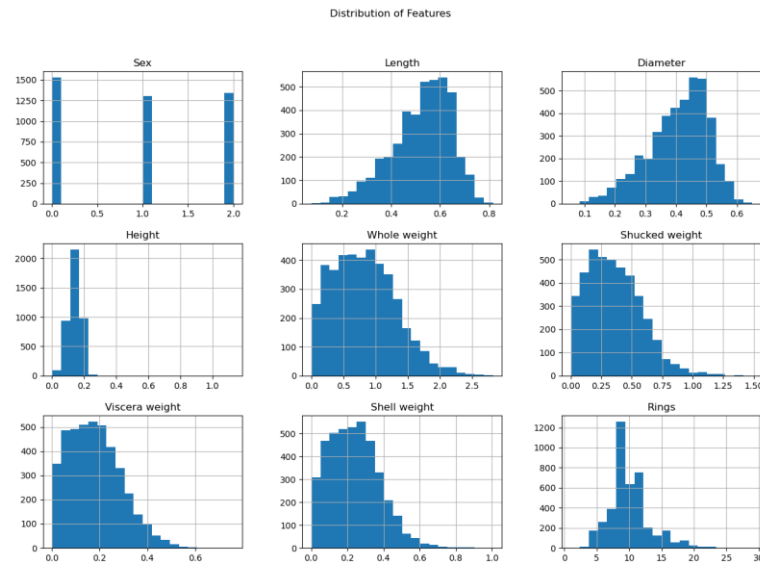 Distribution of Features
Sex
Length
Diameter
1500
1250
1000
750
500
250
0
0.0 0.5 1.0 1.5 2.0
500
400
300
200
100
0
0.2 0.4 0.6 0.8
500
400
300
200
100
0
0.1 0.2 0.3 0.4 0.5 0.6
Height
Whole weight
Shucked weight
2000
1500
1000
500
0
0.0 0.2 0.4 0.6 0.8 1.0
400
300
200
100
0
0.0 0.5 1.0 1.5 2.0 2.5
500
400
300
200
100
0
0.00 0.25 0.50 0.75 1.00 1.25 1.50
Viscera weight
Shell weight
Rings
500
400
300
200
100
0
0.0 0.2 0.4 0.6
500
400
300
200
100
0
0.0 0.2 0.4 0.6 0.8 1.0
1200
1000
800
600
400
200
0
0 5 10 15 20 25 30